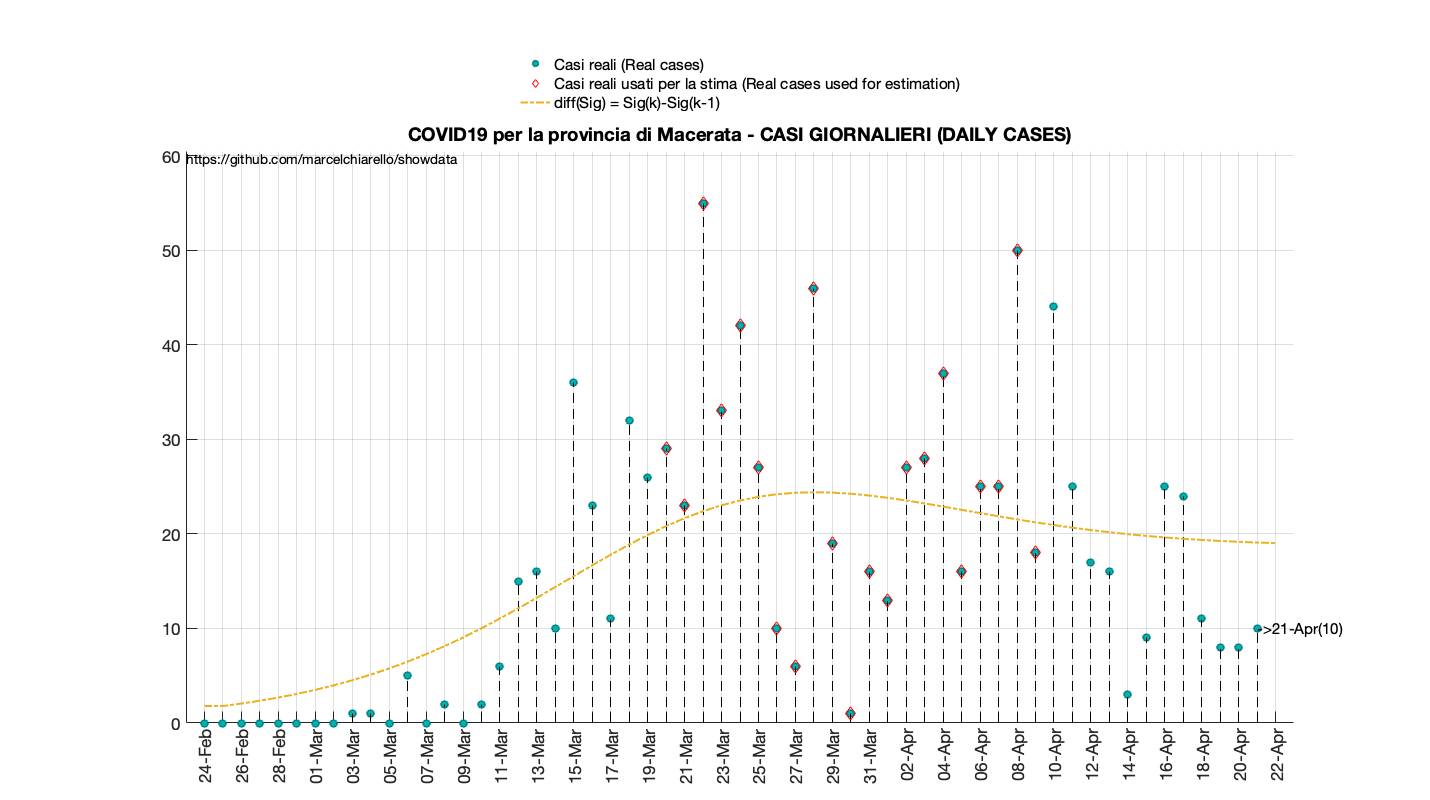 Casi reali (Real cases)
Casi reali usati per la stima (Real cases used for estimation)
diff(Sig) = Sig(k)-Sig(k-1)
COVID19 per la provincia di Macerata - CASI GIORNALIERI (DAILY CASES)
https://github.com/marcelchiarello/showdata
60
50
40
30
20
10
0
>21-Apr(10)
24-Feb
26-Feb
28-Feb
01-Mar
03-Mar
05-Mar
07-Mar
09-Mar
11-Mar
13-Mar
15-Mar
17-Mar
19-Mar
21-Mar
23-Mar
25-Mar
27-Mar
29-Mar
31-Mar
02-Apr
04-Apr
06-Apr
08-Apr
10-Apr
12-Apr
14-Apr
16-Apr
18-Apr
20-Apr
22-Apr